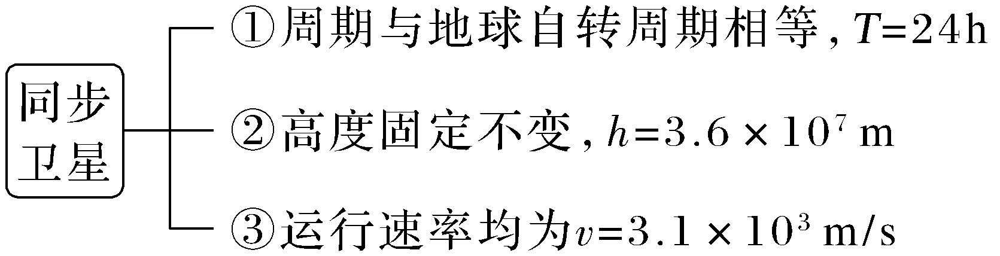 同步
卫星
①周期与地球自转周期相等,T=24h
②高度固定不变,h=3.6×10⁷ m
③运行速率均为v=3.1×10³ m/s